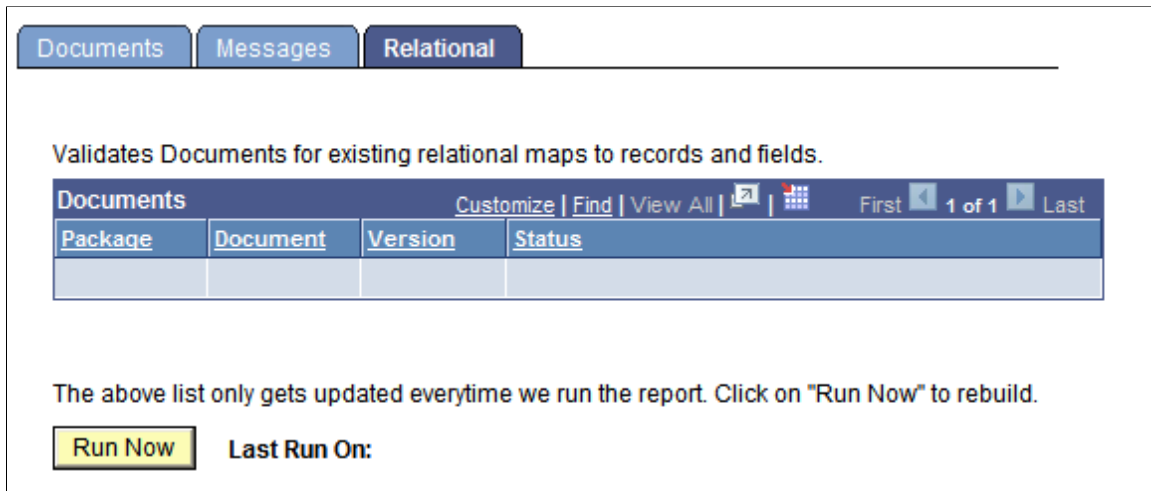 Documents Messages Relational
Validates Documents for existing relational maps to records and fields.
Documents Customize | Find | View All | | First 1 of 1 Last
Package Document Version Status
The above list only gets updated everytime we run the report. Click on "Run Now" to rebuild.
Run Now Last Run On: